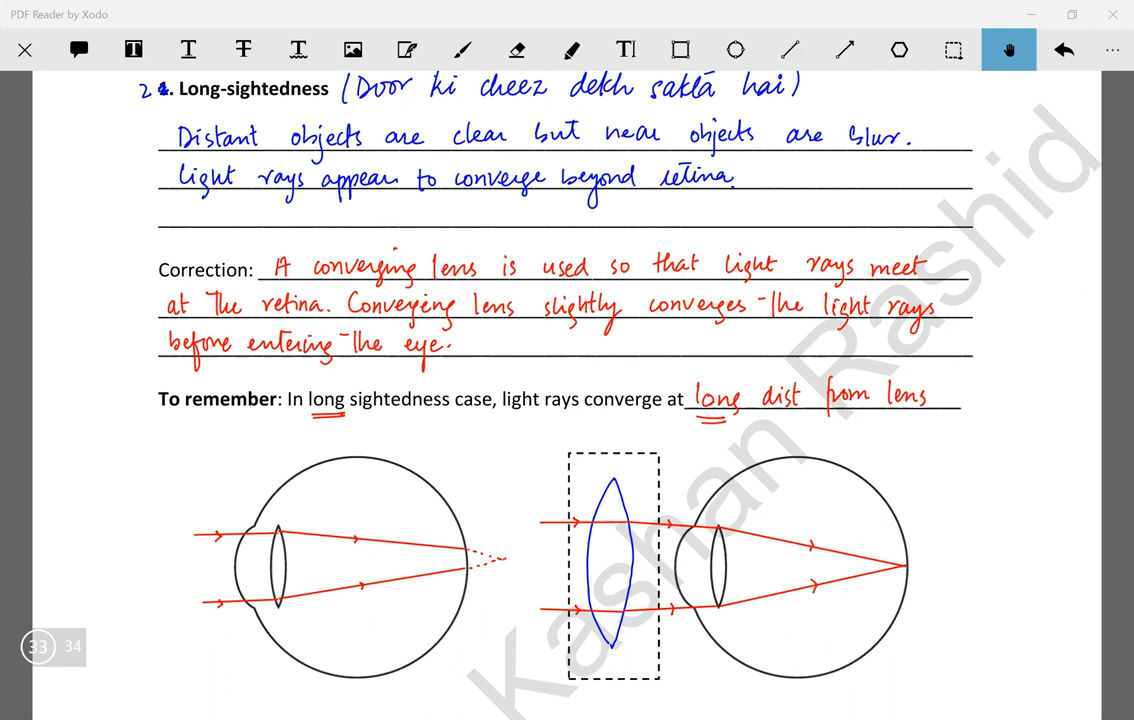 PDF Reader by Xodo
2. Long-sightedness (Door ki cheez dekh saktā hai)
Distant objects are clear but near objects are blur.
Light rays appear to converge beyond retina.
Correction: A converging lens is used so that light rays meet
at the retina. Converging lens slightly converges the light rays
before entering the eye.
To remember: In long sightedness case, light rays converge at long dist from lens
33 34
Kashan Rashid